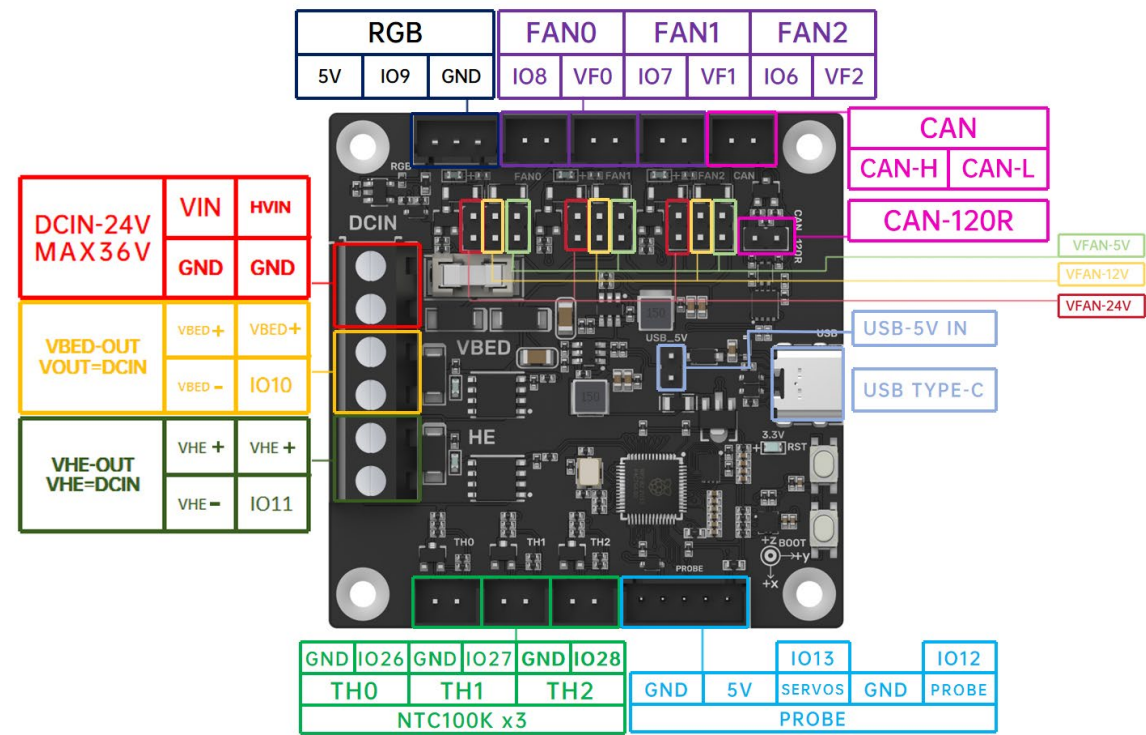 RGB FAN0 FAN1 FAN2
5V IO9 GND IO8 VF0 IO7 VF1 IO6 VF2
CAN
CAN-H CAN-L
CAN-120R
DCIN-24V
MAX36V
VIN HVIN
GND GND
VBED-OUT
VOUT=DCIN
VBED+ VBED+
VBED- IO10
VHE-OUT
VHE=DCIN
VHE+ VHE+
VHE- IO11
VFAN-5V
VFAN-12V
VFAN-24V
USB-5V IN
USB TYPE-C
RGB FAN0 FAN1 FAN2 CAN
DCIN
CAN_120R
150
VBED
USB_5V
USB
150
HE
3.3V
RST
TH0 TH1 TH2
+Z BOOT
+y
+x
PROBE
GND IO26 GND IO27 GND IO28
TH0 TH1 TH2
NTC100K x3
IO13 IO12
GND 5V SERVOS GND PROBE
PROBE